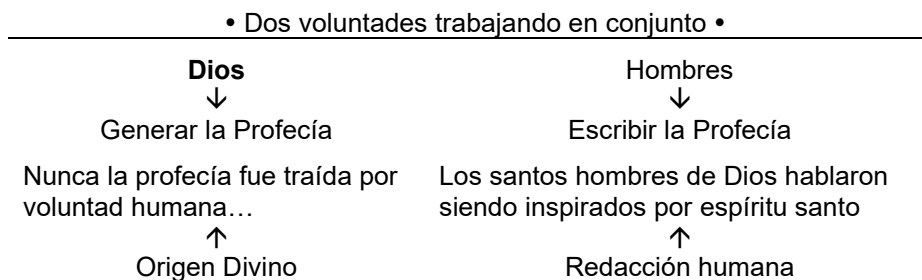 • Dos voluntades trabajando en conjunto •
Dios
↓
Generar la Profecía
Nunca la profecía fue traída por
voluntad humana…
↑
Origen Divino
Hombres
↓
Escribir la Profecía
Los santos hombres de Dios hablaron
siendo inspirados por espíritu santo
↑
Redacción humana